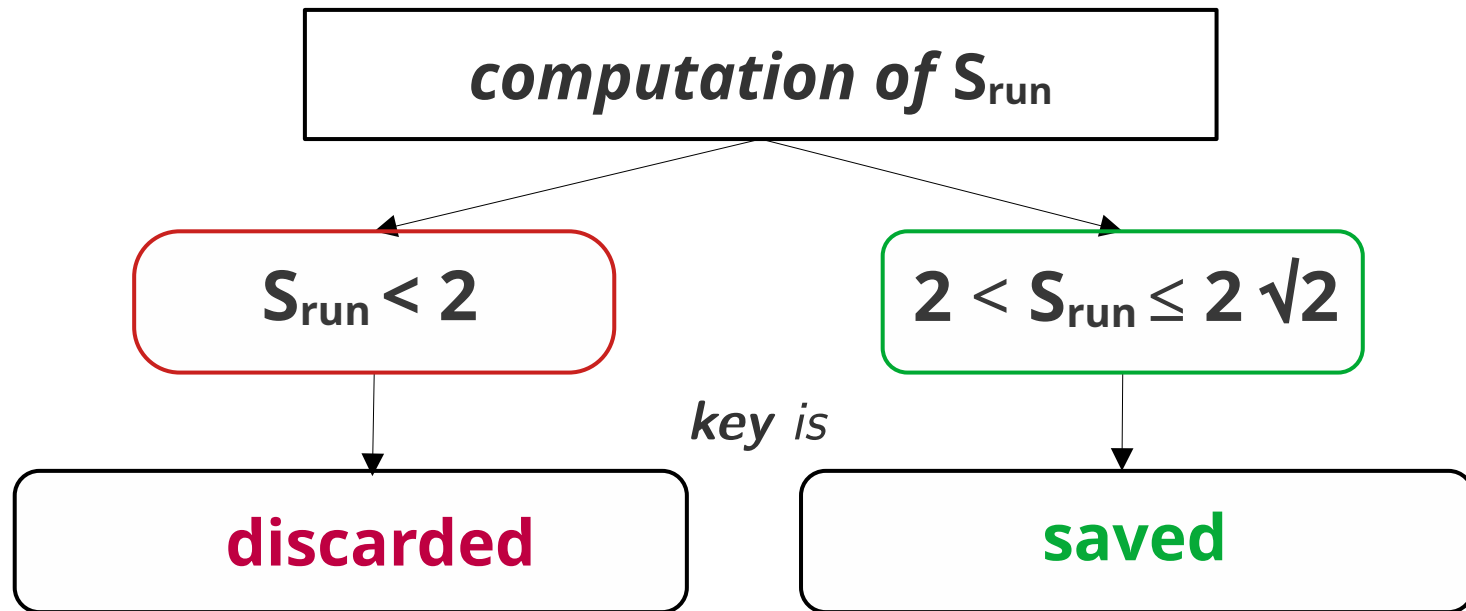 computation of Srun
Srun < 2
2 < Srun ≤ 2 √2
key is
discarded
saved